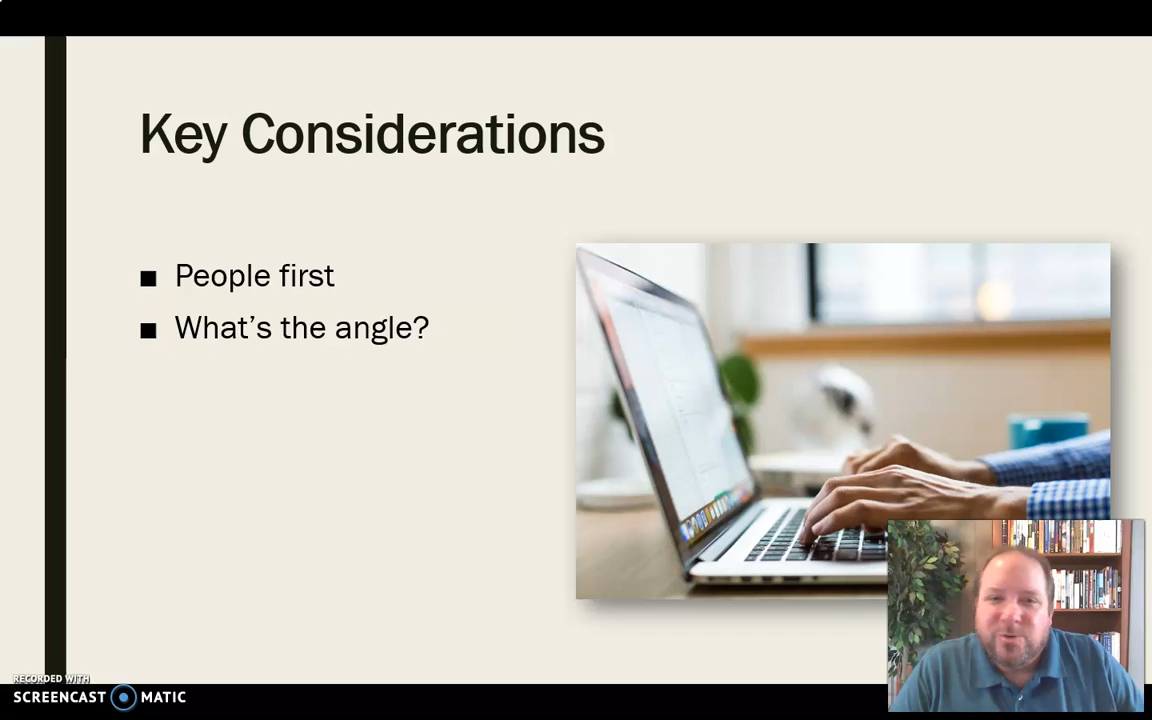 Key Considerations
■ People first
■ What's the angle?
RECORDED WITH
SCREENCAST MATIC